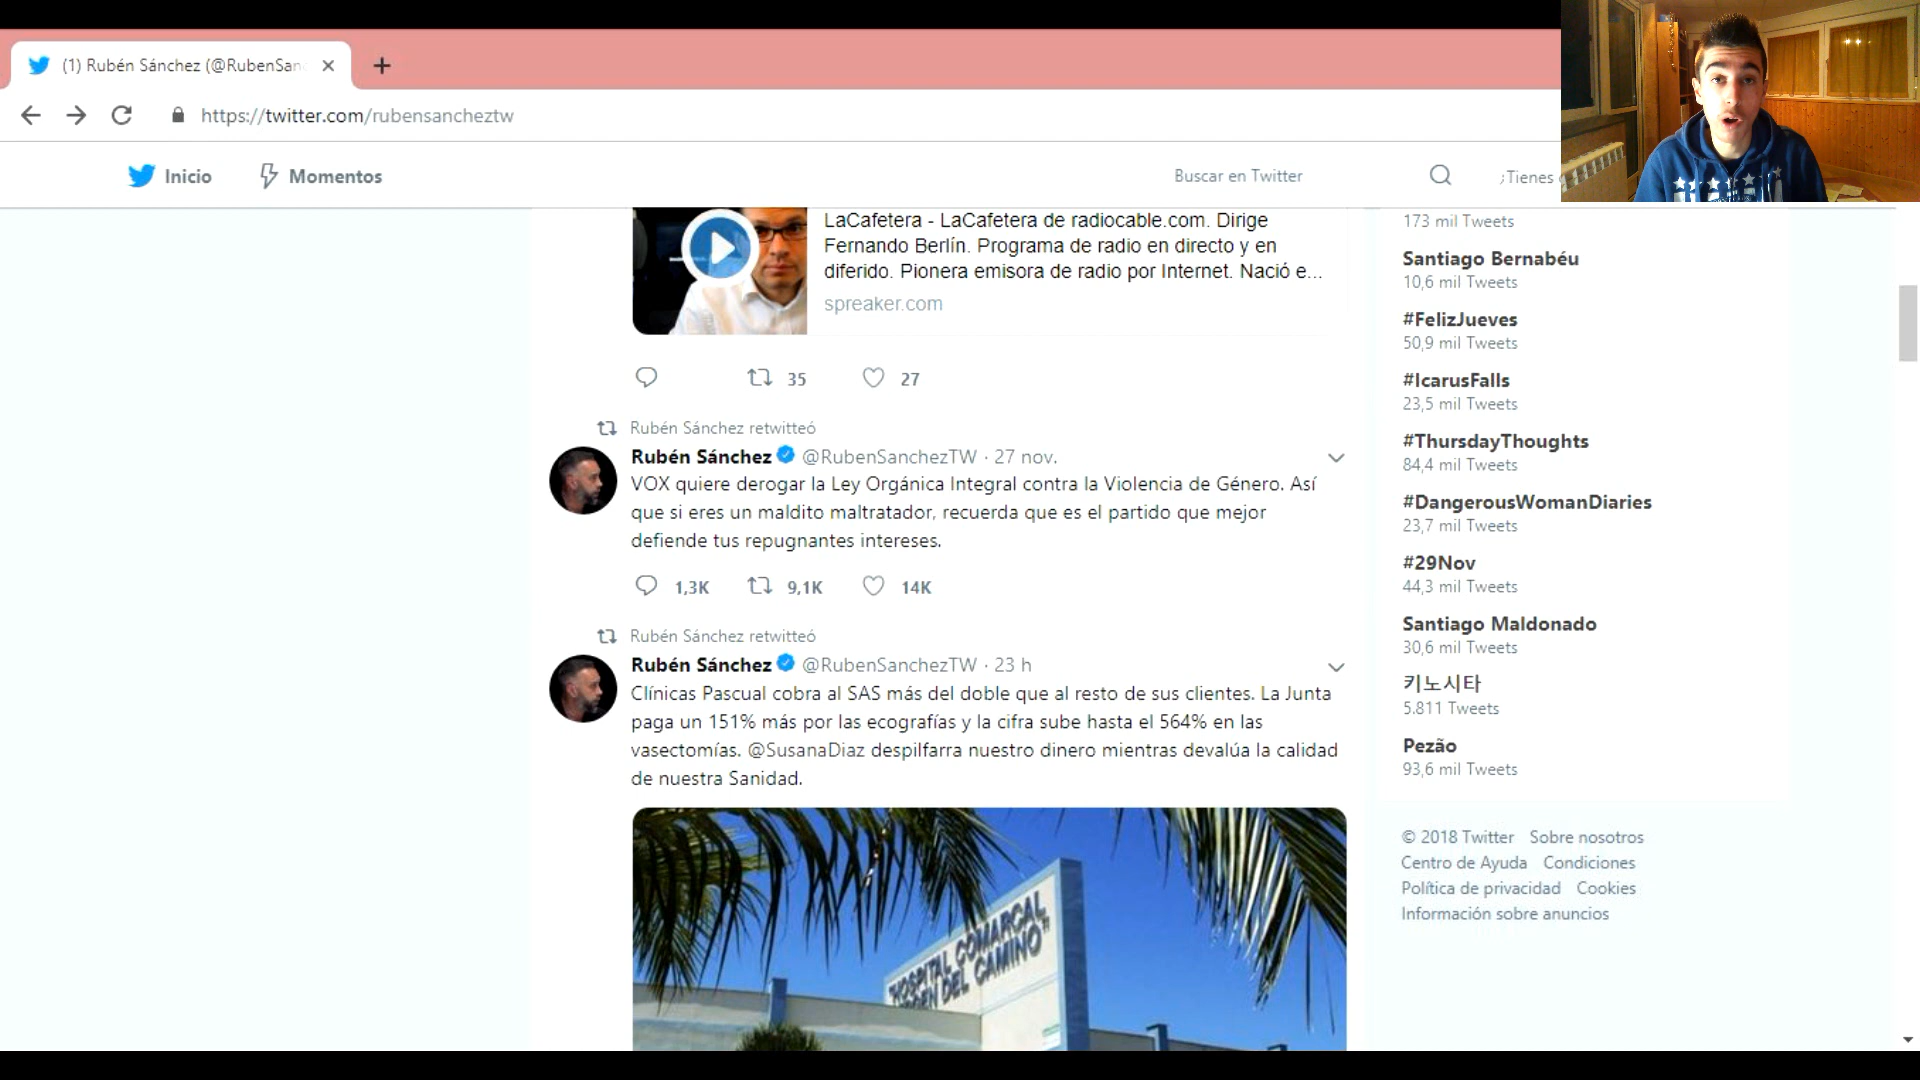 (1) Rubén Sánchez (@RubenSan
https://twitter.com/rubensancheztw
Inicio
Momentos
Buscar en Twitter
¿Tienes
LaCafetera - LaCafetera de radiocable.com. Dirige
Fernando Berlín. Programa de radio en directo y en
diferido. Pionera emisora de radio por Internet. Nació e...
spreaker.com
35
27
Rubén Sánchez retwitteó
Rubén Sánchez @RubenSanchezTW · 27 nov.
VOX quiere derogar la Ley Orgánica Integral contra la Violencia de Género. Así
que si eres un maldito maltratador, recuerda que es el partido que mejor
defiende tus repugnantes intereses.
1,3K
9,1K
14K
Rubén Sánchez retwitteó
Rubén Sánchez @RubenSanchezTW · 23 h
Clínicas Pascual cobra al SAS más del doble que al resto de sus clientes. La Junta
paga un 151% más por las ecografías y la cifra sube hasta el 564% en las
vasectomías. @SusanaDiaz despilfarra nuestro dinero mientras devalúa la calidad
de nuestra Sanidad.
"HOSPITAL COMARCAL
VIRGEN DEL CAMINO"
173 mil Tweets
Santiago Bernabéu
10,6 mil Tweets
#FelizJueves
50,9 mil Tweets
#IcarusFalls
23,5 mil Tweets
#ThursdayThoughts
84,4 mil Tweets
#DangerousWomanDiaries
23,7 mil Tweets
#29Nov
44,3 mil Tweets
Santiago Maldonado
30,6 mil Tweets
키노시타
5.811 Tweets
Pezão
93,6 mil Tweets
© 2018 Twitter Sobre nosotros
Centro de Ayuda Condiciones
Política de privacidad Cookies
Información sobre anuncios